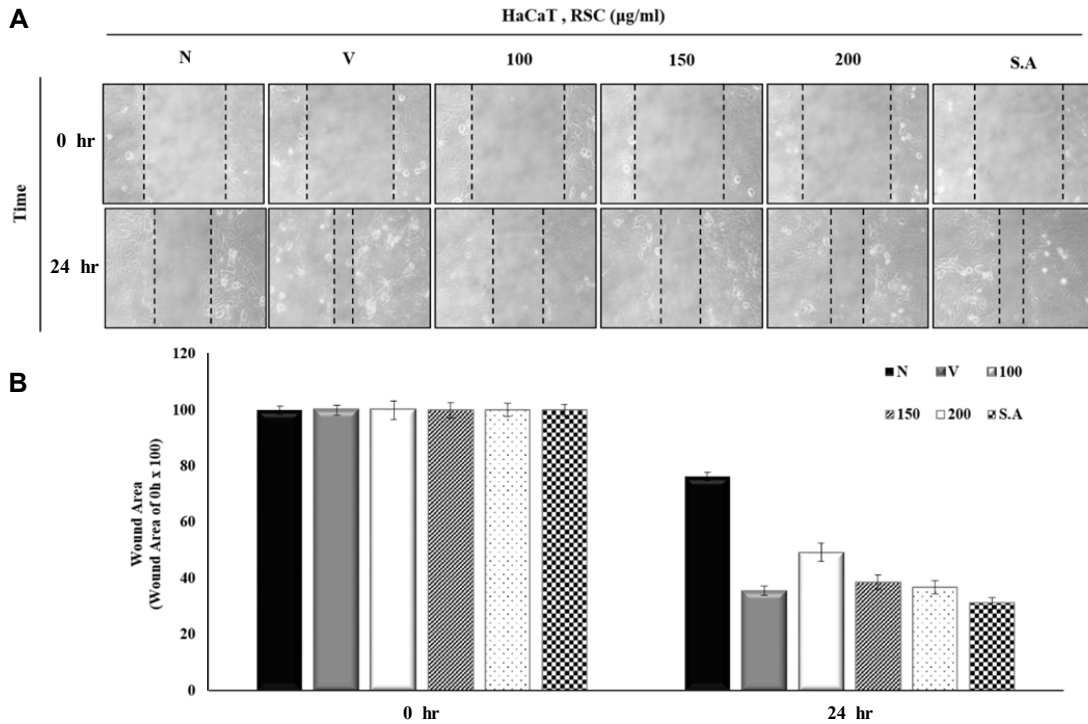 A
HaCaT , RSC (μg/ml)
N V 100 150 200 S.A
Time
0 hr
24 hr
B
Wound Area
(Wound Area of 0h x 100)
120
100
80
60
40
20
0
N V 100
150 200 S.A
0 hr 24 hr